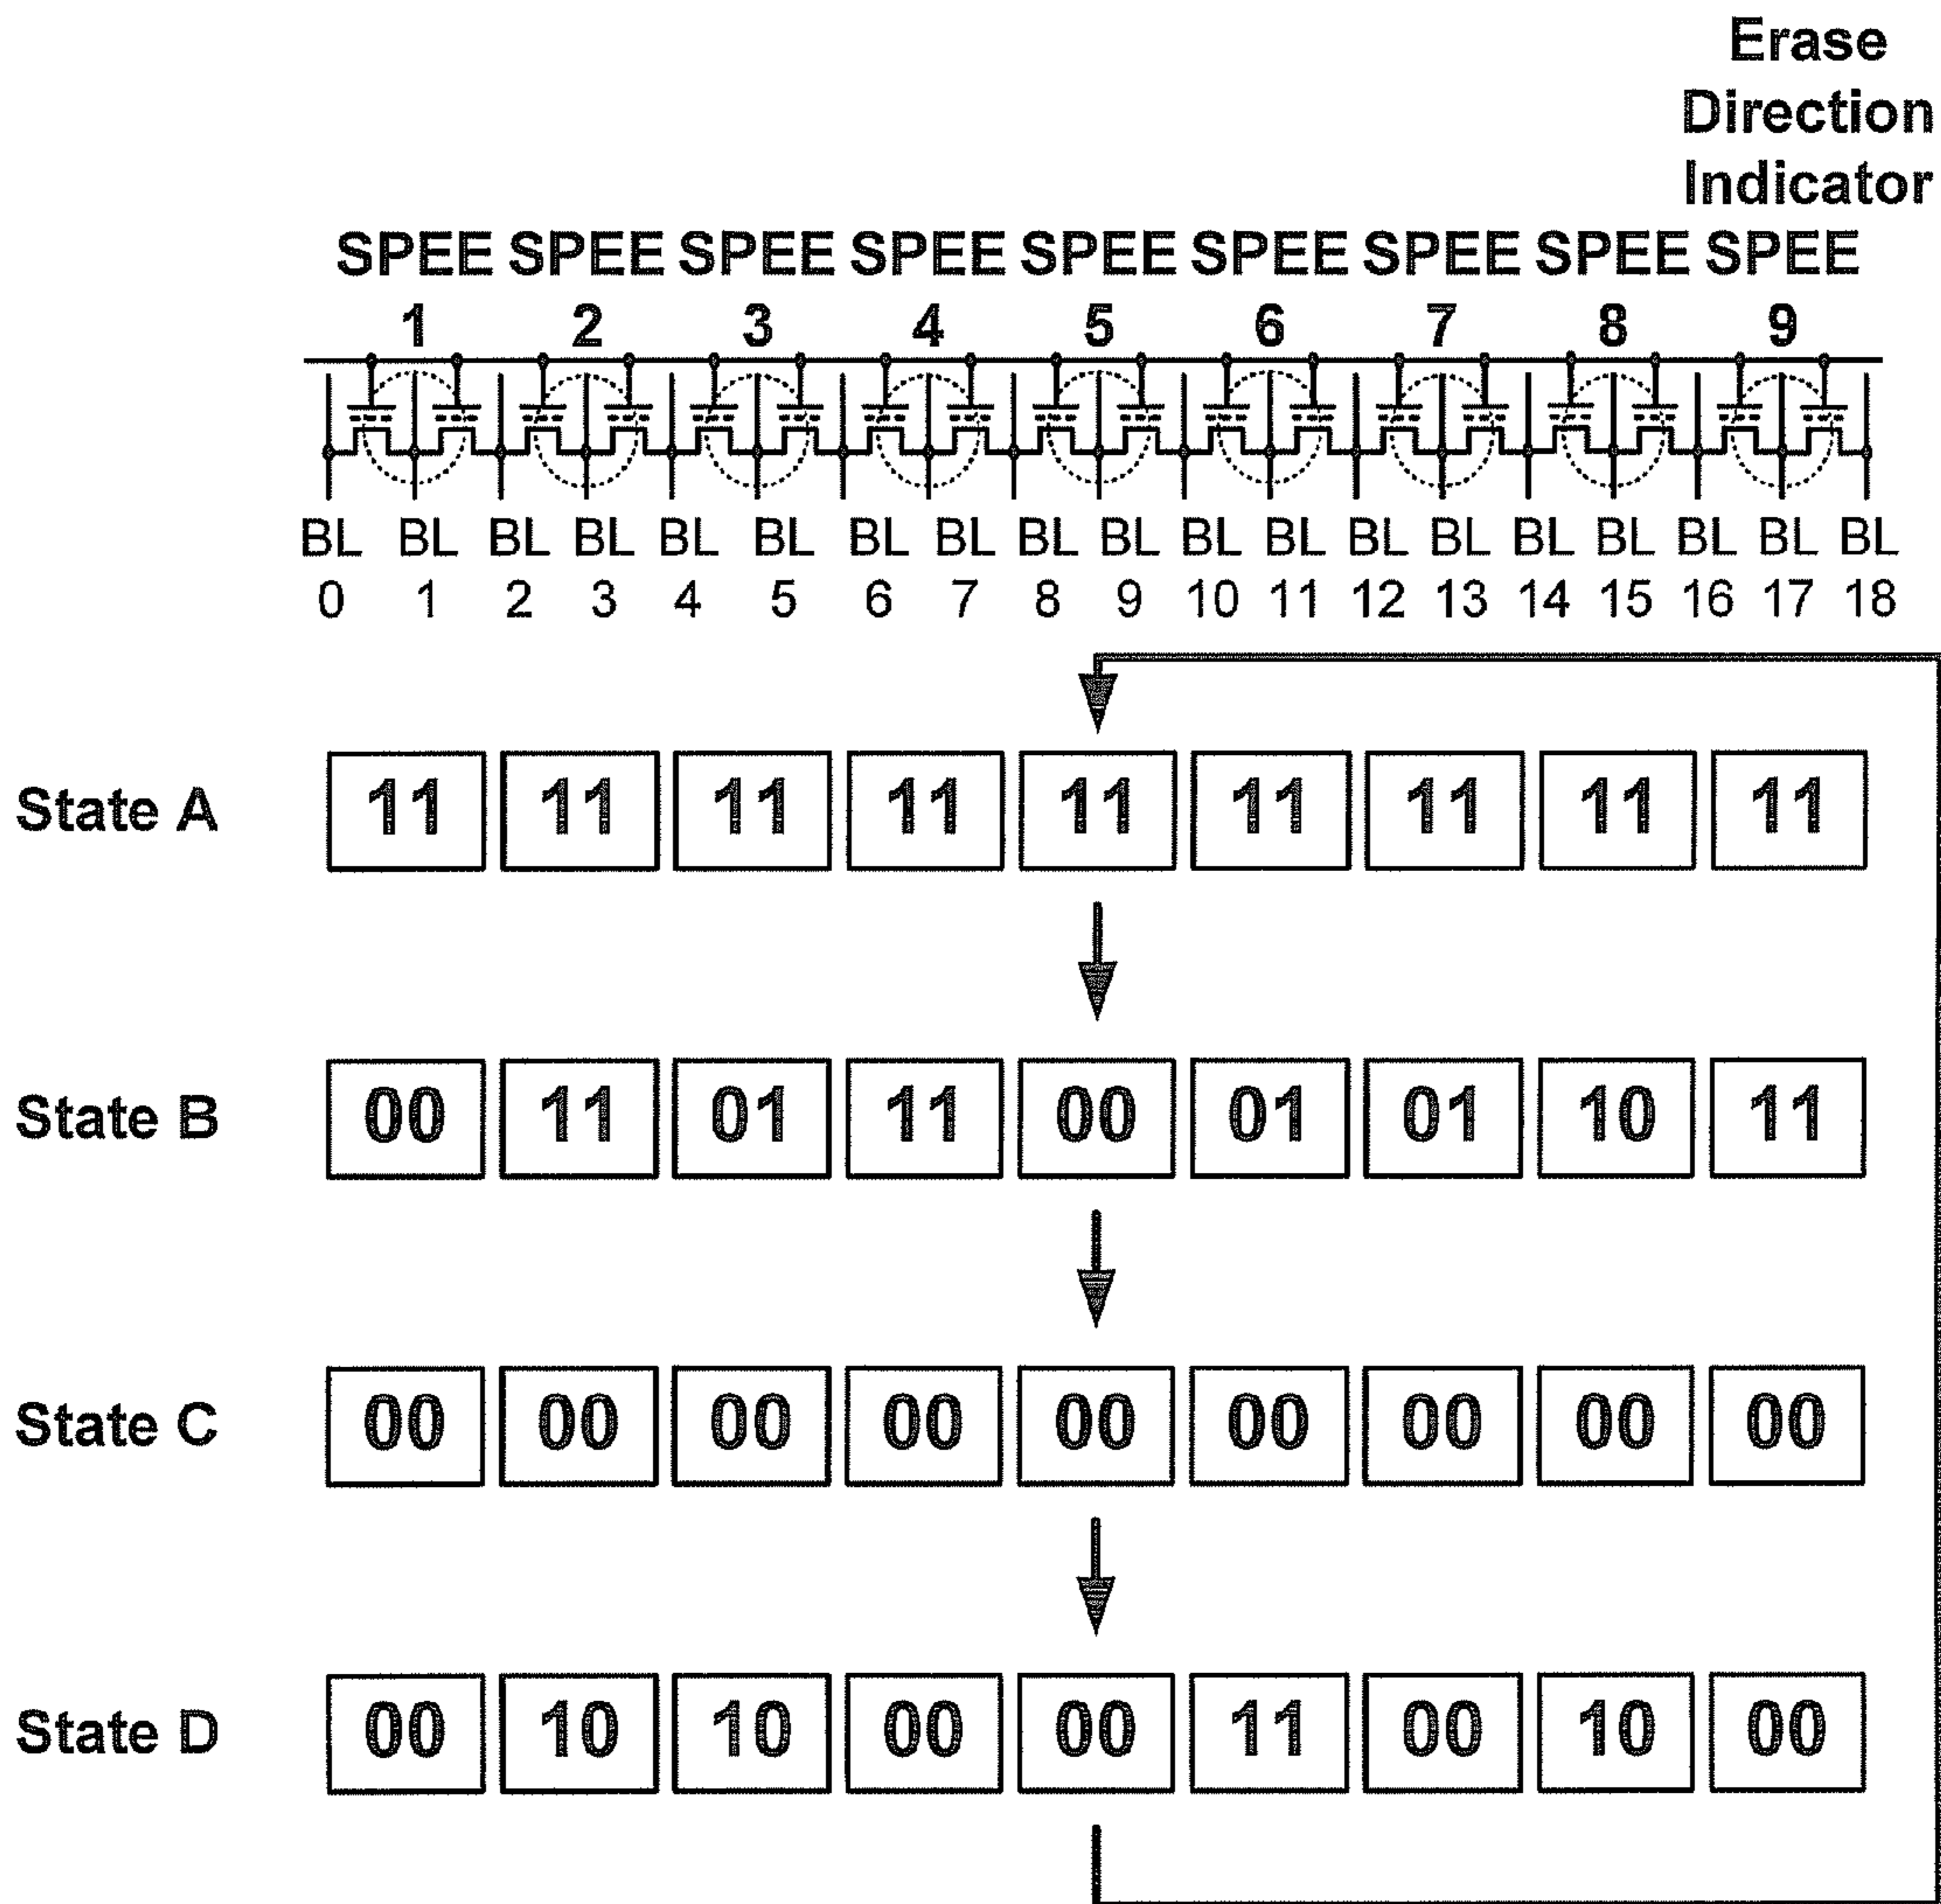 Erase
Direction
Indicator
SPEE SPEE SPEE SPEE SPEE SPEE SPEE SPEE SPEE
1 2 3 4 5 6 7 8 9
BL BL BL BL BL BL BL BL BL BL BL BL BL BL BL BL BL BL BL
0 1 2 3 4 5 6 7 8 9 10 11 12 13 14 15 16 17 18
State A 11 11 11 11 11 11 11 11 11
State B 00 11 01 11 00 01 01 10 11
State C 00 00 00 00 00 00 00 00 00
State D 00 10 10 00 00 11 00 10 00